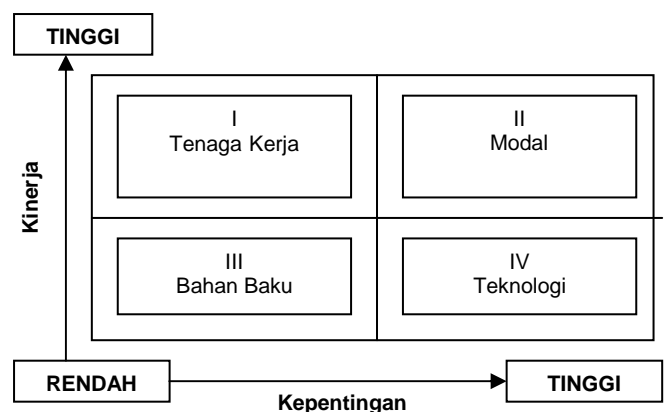 TINGGI
Kinerja
I
Tenaga Kerja
II
Modal
III
Bahan Baku
IV
Teknologi
RENDAH
Kepentingan
TINGGI